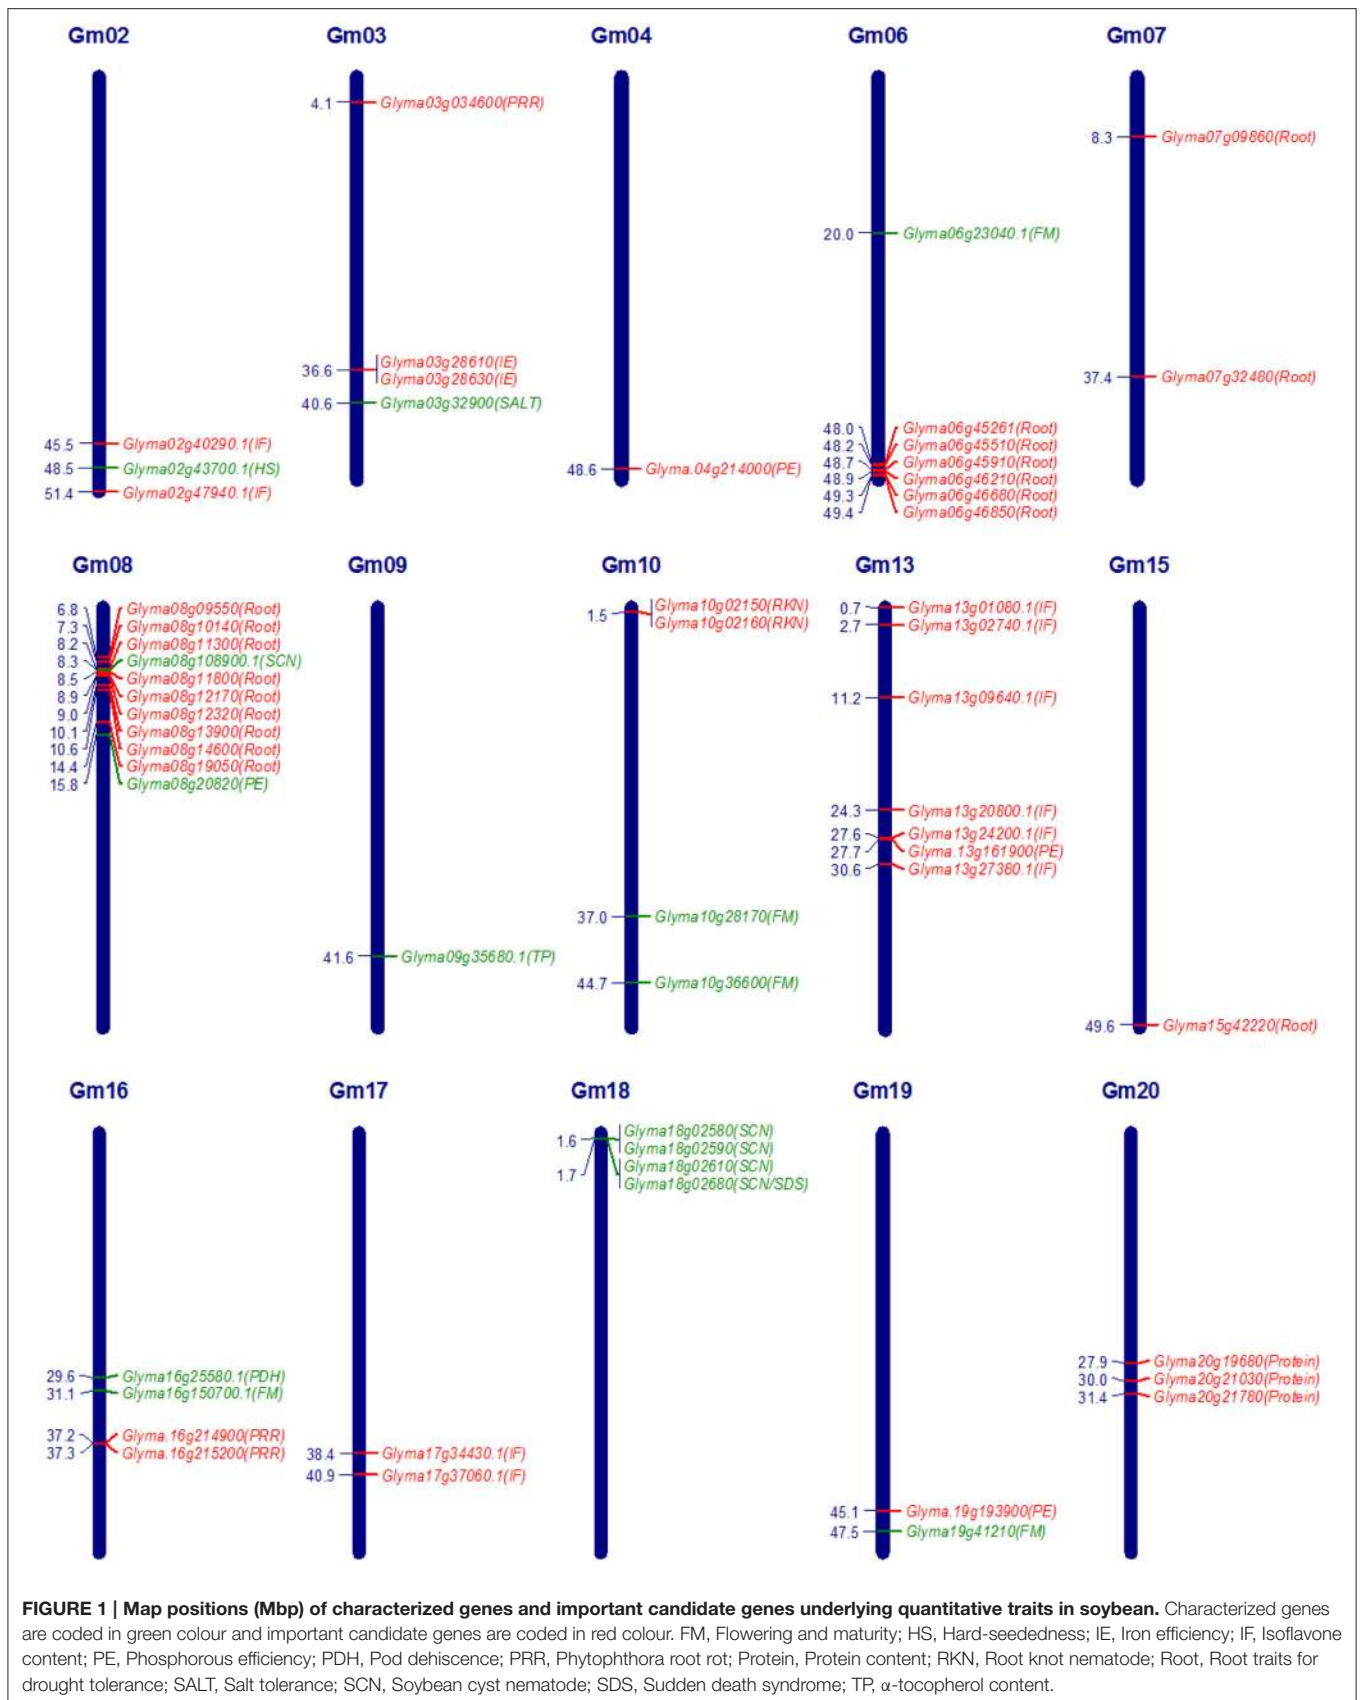 Gm02 Gm03 Gm04 Gm06 Gm07
4.1 Glyma03g034600(PRR)
8.3 Glyma07g09860(Root)
20.0 Glyma06g23040.1(FM)
36.6 Glyma03g28610(IE)
Glyma03g28630(IE)
37.4 Glyma07g32480(Root)
40.6 Glyma03g32900(SALT)
45.5 Glyma02g40290.1(IF)
48.5 Glyma02g43700.1(HS)
51.4 Glyma02g47940.1(IF)
48.6 Glyma.04g214000(PE)
48.0 Glyma06g45261(Root)
48.2 Glyma06g45510(Root)
48.7 Glyma06g45910(Root)
48.9 Glyma06g46210(Root)
49.3 Glyma06g46680(Root)
49.4 Glyma06g46850(Root)
Gm08 Gm09 Gm10 Gm13 Gm15
6.8 Glyma08g09550(Root)
7.3 Glyma08g10140(Root)
8.2 Glyma08g11300(Root)
8.3 Glyma08g108900.1(SCN)
8.5 Glyma08g11800(Root)
8.9 Glyma08g12170(Root)
9.0 Glyma08g12320(Root)
10.1 Glyma08g13900(Root)
10.6 Glyma08g14600(Root)
14.4 Glyma08g19050(Root)
15.8 Glyma08g20820(PE)
41.6 Glyma09g35680.1(TP)
1.5 Glyma10g02150(RKN)
Glyma10g02160(RKN)
37.0 Glyma10g28170(FM)
44.7 Glyma10g36600(FM)
0.7 Glyma13g01080.1(IF)
2.7 Glyma13g02740.1(IF)
11.2 Glyma13g09640.1(IF)
24.3 Glyma13g20800.1(IF)
27.6 Glyma13g24200.1(IF)
27.7 Glyma.13g161900(PE)
30.6 Glyma13g27380.1(IF)
49.6 Glyma15g42220(Root)
Gm16 Gm17 Gm18 Gm19 Gm20
29.6 Glyma16g25580.1(PDH)
31.1 Glyma16g150700.1(FM)
37.2 Glyma.16g214900(PRR)
37.3 Glyma.16g215200(PRR)
38.4 Glyma17g34430.1(IF)
40.9 Glyma17g37060.1(IF)
1.6 Glyma18g02580(SCN)
Glyma18g02590(SCN)
1.7 Glyma18g02610(SCN)
Glyma18g02680(SCN/SDS)
45.1 Glyma.19g193900(PE)
47.5 Glyma19g41210(FM)
27.9 Glyma20g19680(Protein)
30.0 Glyma20g21030(Protein)
31.4 Glyma20g21780(Protein)
FIGURE 1 | Map positions (Mbp) of characterized genes and important candidate genes underlying quantitative traits in soybean. Characterized genes
are coded in green colour and important candidate genes are coded in red colour. FM, Flowering and maturity; HS, Hard-seededness; IE, Iron efficiency; IF, Isoflavone
content; PE, Phosphorous efficiency; PDH, Pod dehiscence; PRR, Phytophthora root rot; Protein, Protein content; RKN, Root knot nematode; Root, Root traits for
drought tolerance; SALT, Salt tolerance; SCN, Soybean cyst nematode; SDS, Sudden death syndrome; TP, α-tocopherol content.